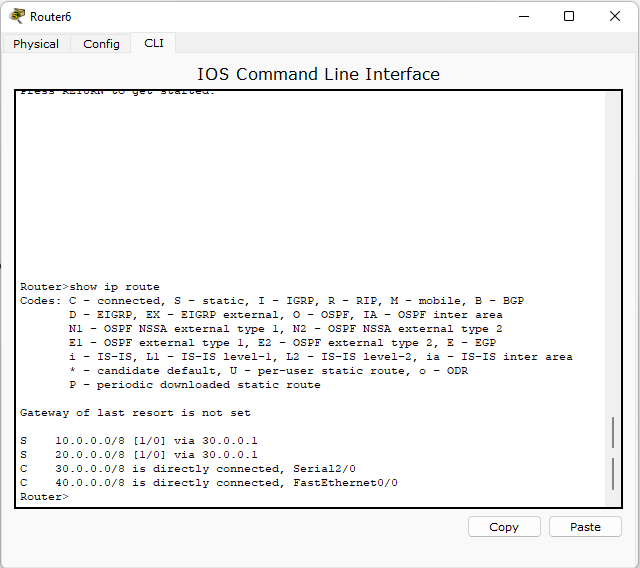 Router6
Physical
Config
CLI
IOS Command Line Interface
Press RETURN to get started.
Router>show ip route
Codes: C - connected, S - static, I - IGRP, R - RIP, M - mobile, B - BGP
D - EIGRP, EX - EIGRP external, O - OSPF, IA - OSPF inter area
N1 - OSPF NSSA external type 1, N2 - OSPF NSSA external type 2
E1 - OSPF external type 1, E2 - OSPF external type 2, E - EGP
i - IS-IS, L1 - IS-IS level-1, L2 - IS-IS level-2, ia - IS-IS inter area
* - candidate default, U - per-user static route, o - ODR
P - periodic downloaded static route
Gateway of last resort is not set
S    10.0.0.0/8 [1/0] via 30.0.0.1
S    20.0.0.0/8 [1/0] via 30.0.0.1
C    30.0.0.0/8 is directly connected, Serial2/0
C    40.0.0.0/8 is directly connected, FastEthernet0/0
Router>
Copy
Paste